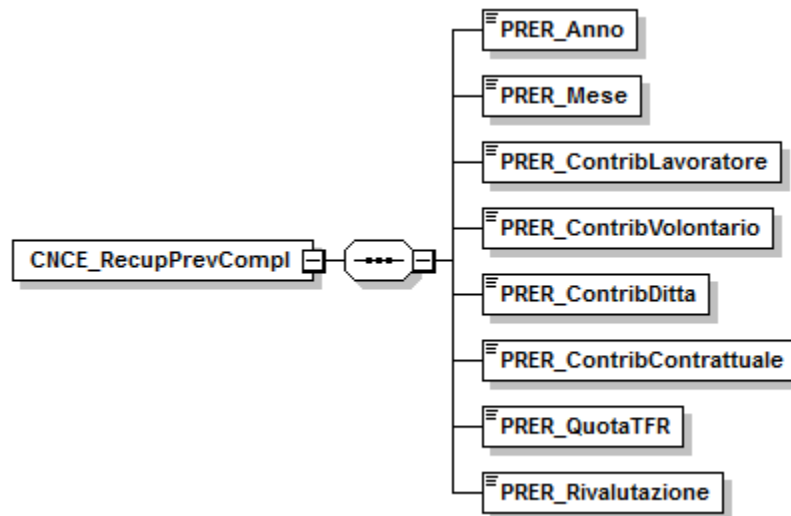 PRER_Anno
PRER_Mese
PRER_ContribLavoratore
PRER_ContribVolontario
CNCE_RecupPrevCompl
PRER_ContribDitta
PRER_ContribContrattuale
PRER_QuotaTFR
PRER_Rivalutazione